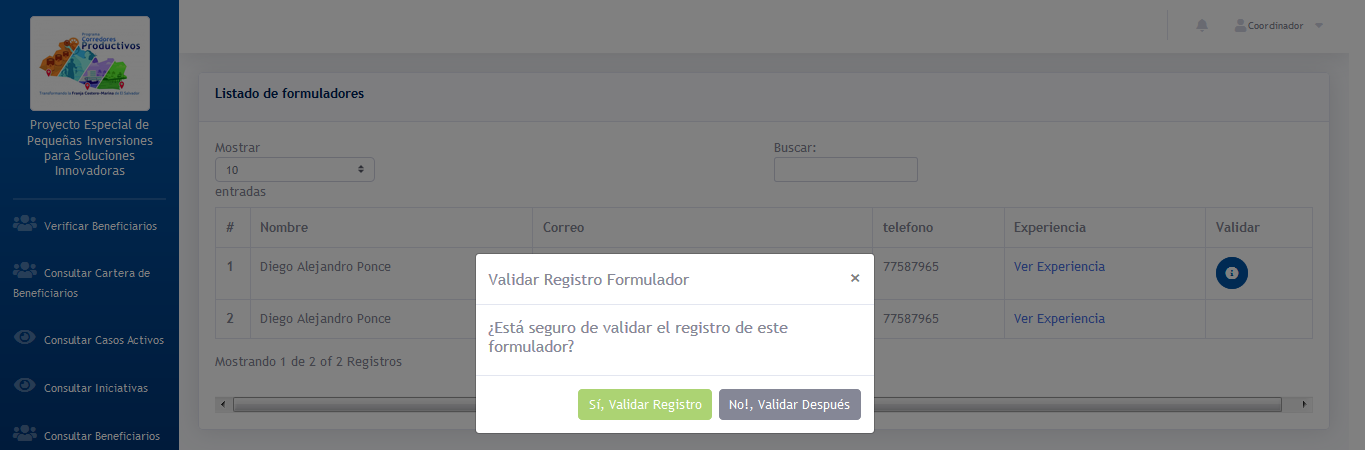 Programa
Corredores
Productivos
Transformando la Franja Costero Marina de El Salvador
Proyecto Especial de
Pequeñas Inversiones
para Soluciones
Innovadoras
Verificar Beneficiarios
Consultar Cartera de
Beneficiarios
Consultar Casos Activos
Consultar Iniciativas
Consultar Beneficiarios
Coordinador
Listado de formuladores
Mostrar
10
entradas
Buscar:
# Nombre Correo telefono Experiencia Validar
1 Diego Alejandro Ponce 77587965 Ver Experiencia
2 Diego Alejandro Ponce 77587965 Ver Experiencia
Mostrando 1 de 2 of 2 Registros
Validar Registro Formulador ×
¿Está seguro de validar el registro de este
formulador?
Sí, Validar Registro No!, Validar Después